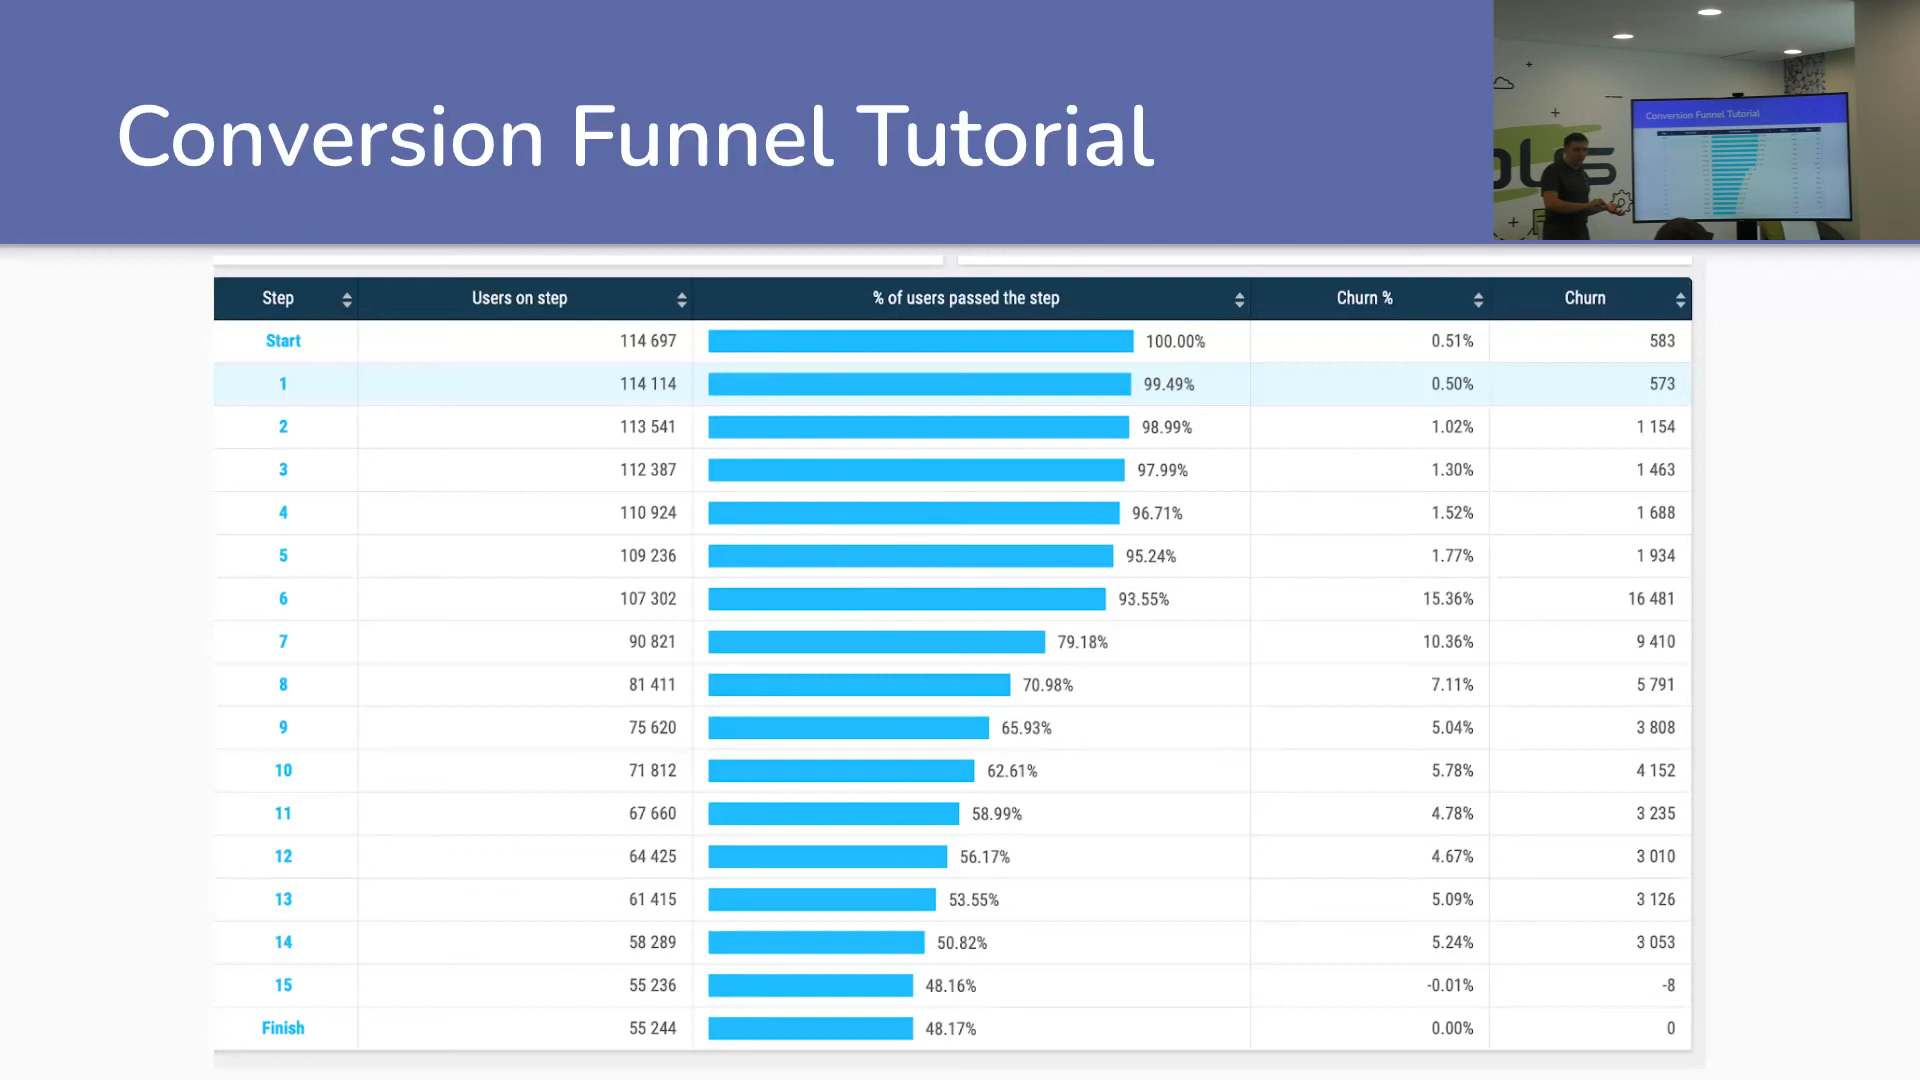 Conversion Funnel Tutorial
Conversion Funnel Tutorial
Step Users on step % of users passed the step Churn % Churn
Start 114 697 100.00% 0.51% 583
1 114 114 99.49% 0.50% 573
2 113 541 98.99% 1.02% 1 154
3 112 387 97.99% 1.30% 1 463
4 110 924 96.71% 1.52% 1 688
5 109 236 95.24% 1.77% 1 934
6 107 302 93.55% 15.36% 16 481
7 90 821 79.18% 10.36% 9 410
8 81 411 70.98% 7.11% 5 791
9 75 620 65.93% 5.04% 3 808
10 71 812 62.61% 5.78% 4 152
11 67 660 58.99% 4.78% 3 235
12 64 425 56.17% 4.67% 3 010
13 61 415 53.55% 5.09% 3 126
14 58 289 50.82% 5.24% 3 053
15 55 236 48.16% -0.01% -8
Finish 55 244 48.17% 0.00% 0